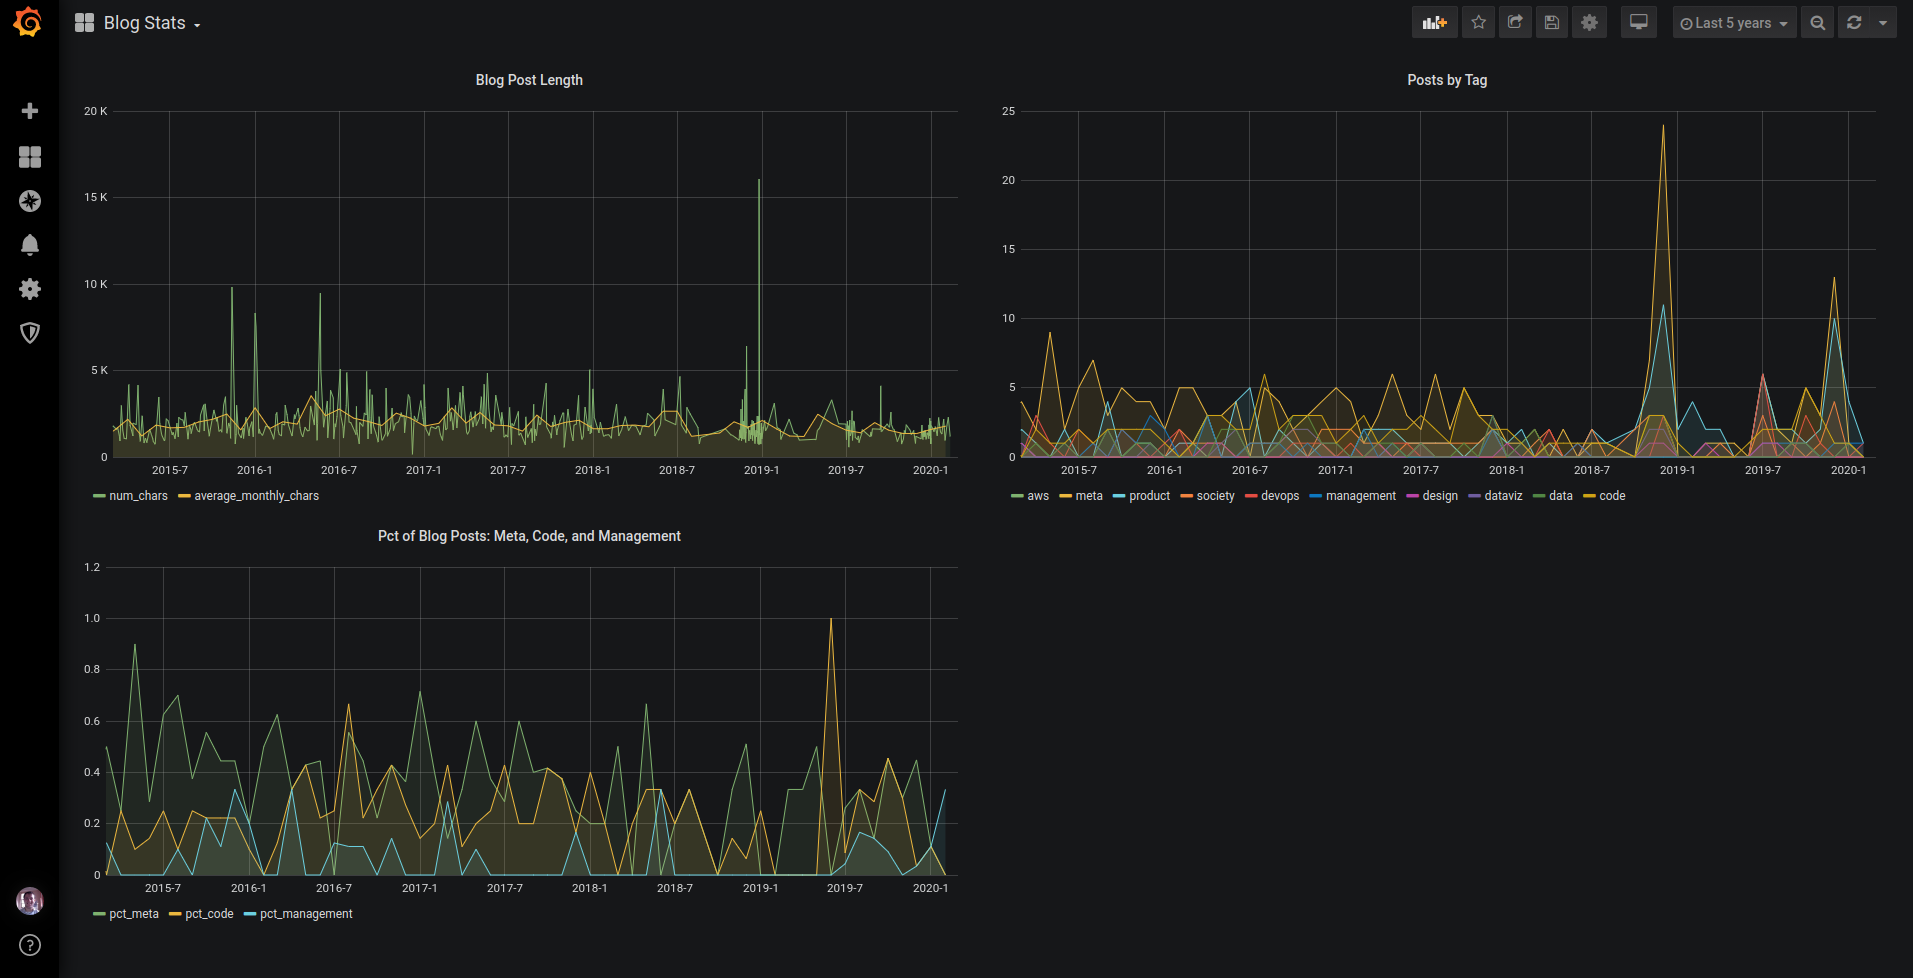 Blog Stats
Last 5 years
Blog Post Length
20 K
15 K
10 K
5 K
0
2015-7 2016-1 2016-7 2017-1 2017-7 2018-1 2018-7 2019-1 2019-7 2020-1
num_chars average_monthly_chars
Posts by Tag
25
20
15
10
5
0
2015-7 2016-1 2016-7 2017-1 2017-7 2018-1 2018-7 2019-1 2019-7 2020-1
aws meta product society devops management design dataviz data code
Pct of Blog Posts: Meta, Code, and Management
1.2
1.0
0.8
0.6
0.4
0.2
0
2015-7 2016-1 2016-7 2017-1 2017-7 2018-1 2018-7 2019-1 2019-7 2020-1
pct_meta pct_code pct_management